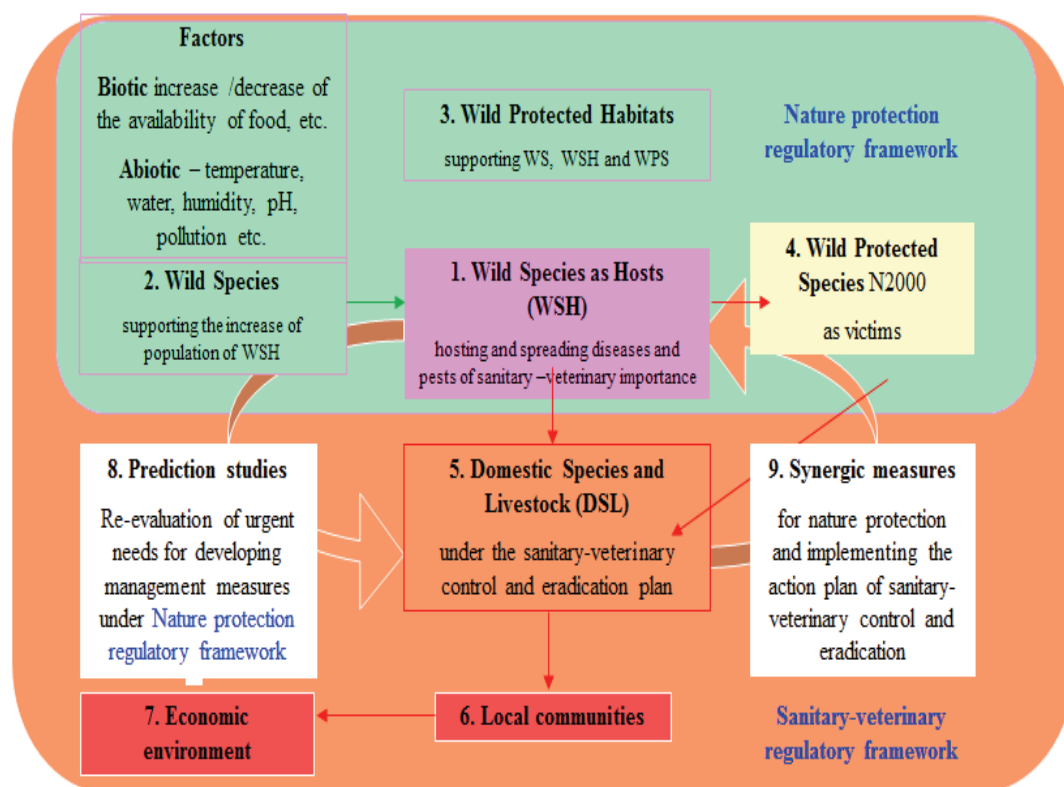 Factors
Biotic increase /decrease of
the availability of food, etc.
Abiotic – temperature,
water, humidity, pH,
pollution etc.
3. Wild Protected Habitats
supporting WS, WSH and WPS
Nature protection
regulatory framework
2. Wild Species
supporting the increase of
population of WSH
1. Wild Species as Hosts
(WSH)
hosting and spreading diseases and
pests of sanitary –veterinary importance
4. Wild Protected
Species N2000
as victims
8. Prediction studies
Re-evaluation of urgent
needs for developing
management measures
under Nature protection
regulatory framework
5. Domestic Species and
Livestock (DSL)
under the sanitary-veterinary
control and eradication plan
9. Synergic measures
for nature protection
and implementing the
action plan of sanitary-
veterinary control and
eradication
7. Economic
environment
6. Local communities
Sanitary-veterinary
regulatory framework